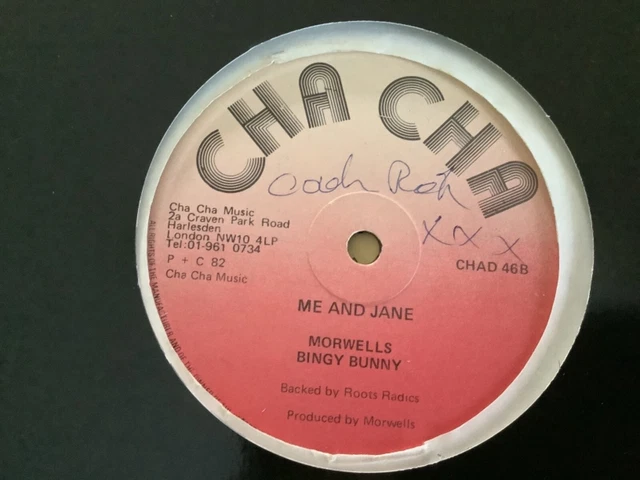 CHA CHA
Cha Cha Music
2a Craven Park Road
Harlesden
London NW10 4LP
Tel:01-961 0734
P + C 82
Cha Cha Music
xxx
CHAD 46B
ME AND JANE
MORWELLS
BINGY BUNNY
Backed by Roots Radics
Produced by Morwells